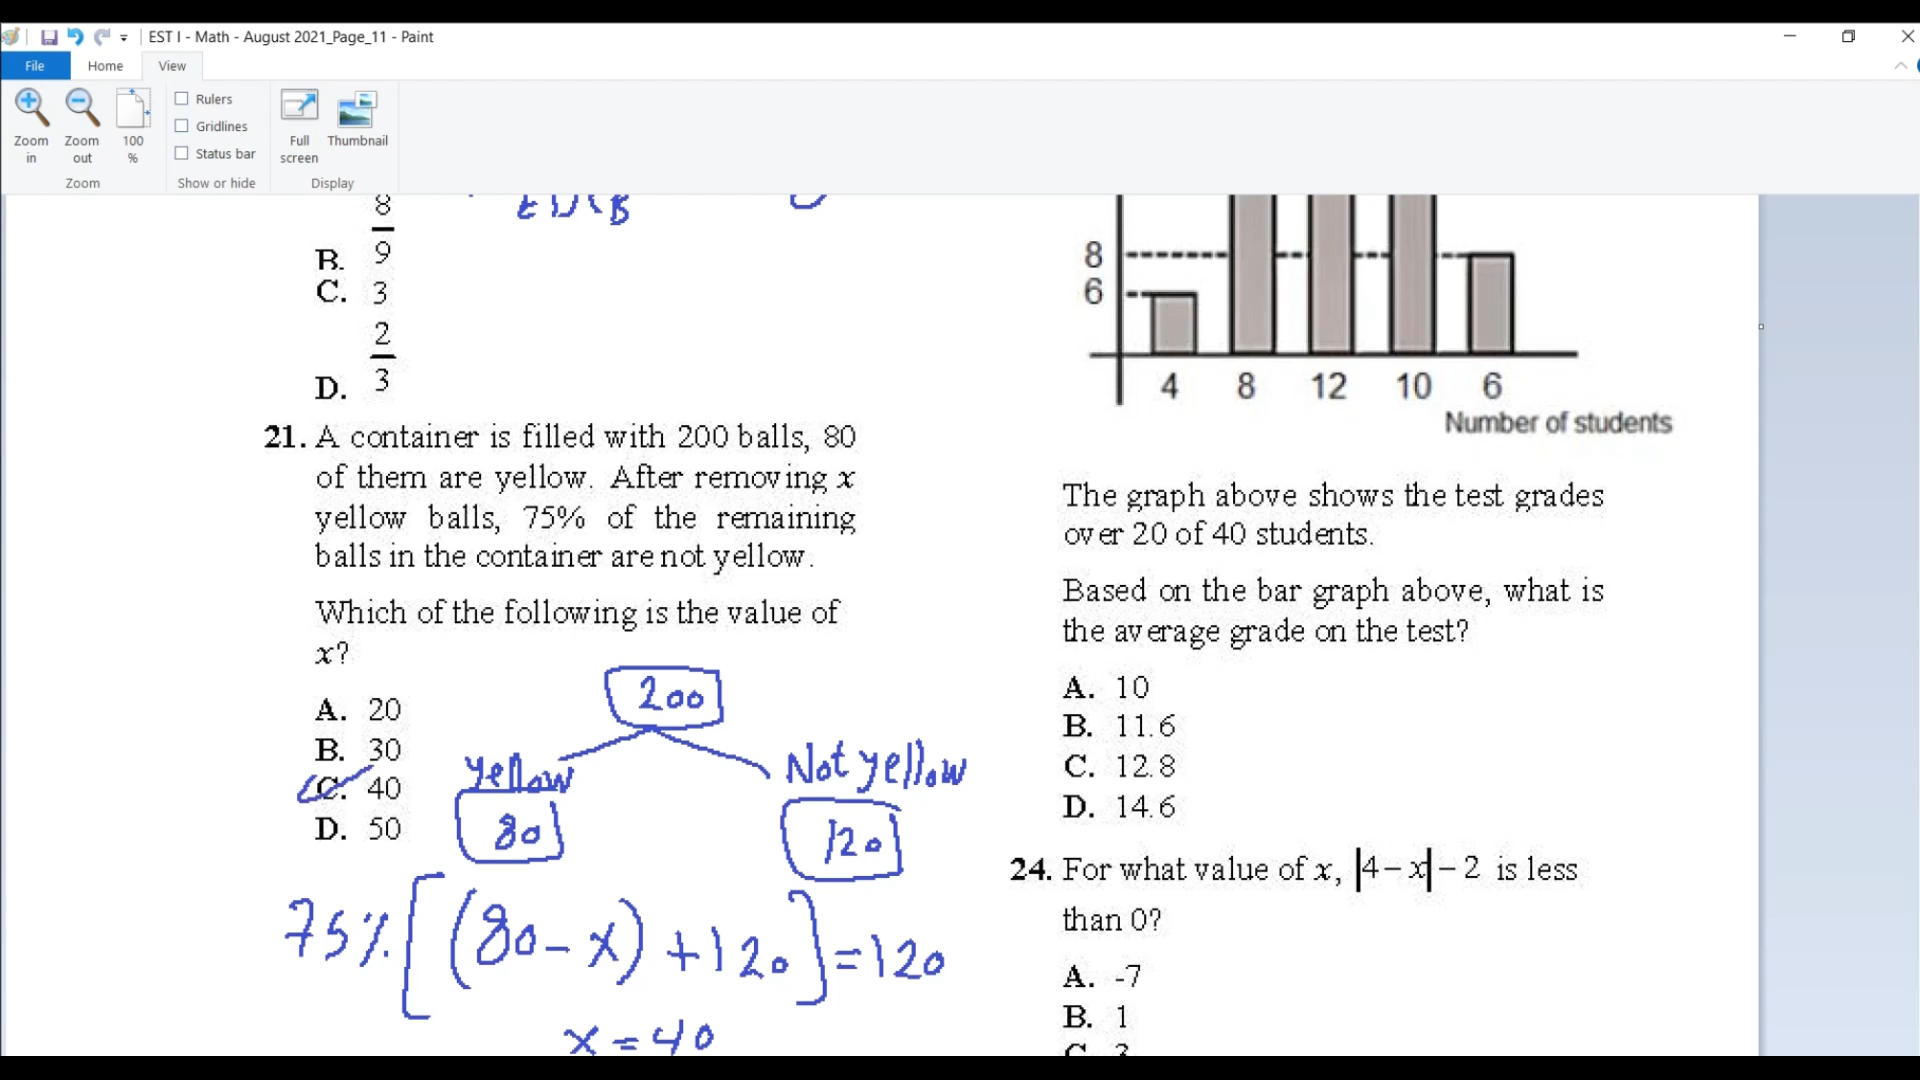 EST I - Math - August 2021_Page_11 - Paint
File Home View
Zoom in
Zoom out
100 %
Rulers
Gridlines
Status bar
Full screen
Thumbnail
Zoom
Show or hide
Display
8
B. 9
C. 3
2
D. 3
21. A container is filled with 200 balls, 80
of them are yellow. After removing x
yellow balls, 75% of the remaining
balls in the container are not yellow.
Which of the following is the value of
x?
A. 20
B. 30
C. 40
D. 50
200
yellow
Not yellow
80
120
75% [(80-x)+120]=120
x=40
8
6
4 8 12 10 6
Number of students
The graph above shows the test grades
over 20 of 40 students.
Based on the bar graph above, what is
the average grade on the test?
A. 10
B. 11.6
C. 12.8
D. 14.6
24. For what value of x, |4-x|-2 is less
than 0?
A. -7
B. 1